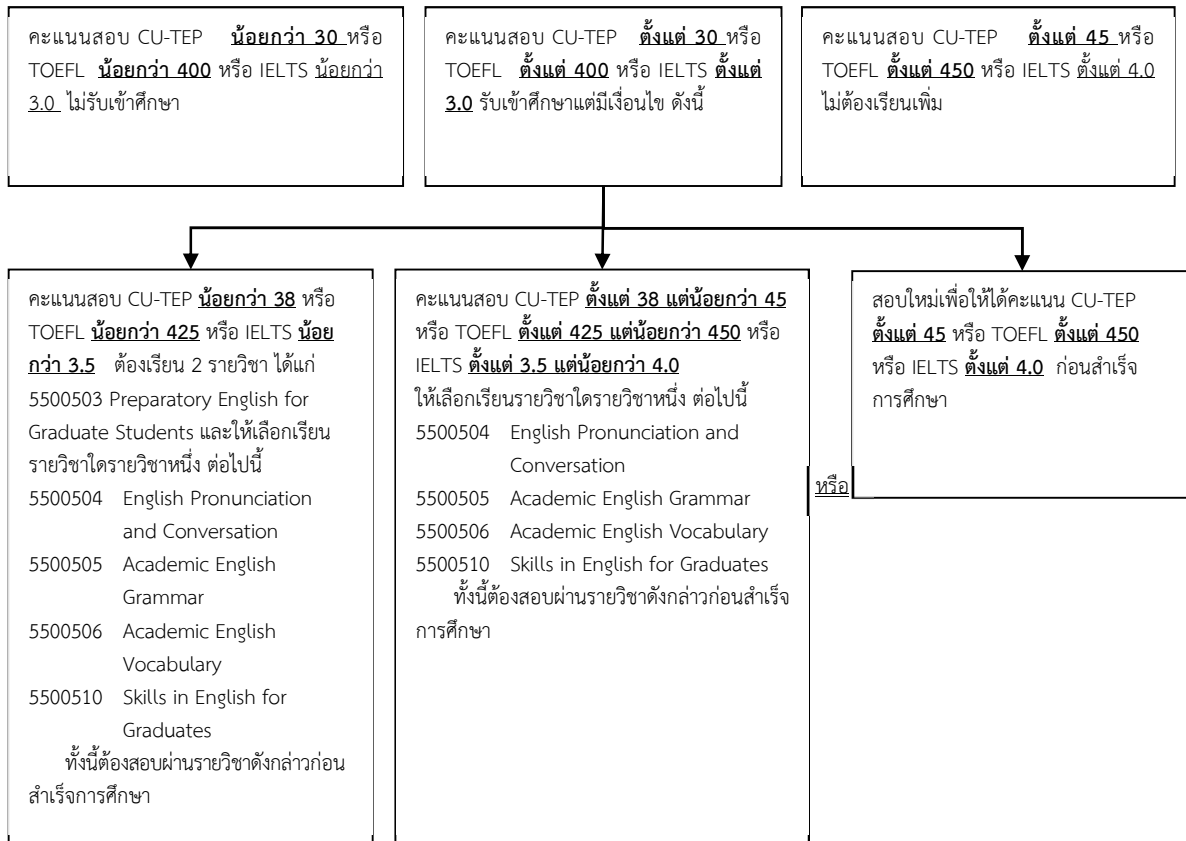 คะแนนสอบ CU-TEP น้อยกว่า 30 หรือ
TOEFL น้อยกว่า 400 หรือ IELTS น้อยกว่า
3.0 ไม่รับเข้าศึกษา
คะแนนสอบ CU-TEP ตั้งแต่ 30 หรือ
TOEFL ตั้งแต่ 400 หรือ IELTS ตั้งแต่
3.0 รับเข้าศึกษาแต่มีเงื่อนไข ดังนี้
คะแนนสอบ CU-TEP ตั้งแต่ 45 หรือ
TOEFL ตั้งแต่ 450 หรือ IELTS ตั้งแต่ 4.0
ไม่ต้องเรียนเพิ่ม
คะแนนสอบ CU-TEP น้อยกว่า 38 หรือ
TOEFL น้อยกว่า 425 หรือ IELTS น้อย
กว่า 3.5 ต้องเรียน 2 รายวิชา ได้แก่
5500503 Preparatory English for
Graduate Students และให้เลือกเรียน
รายวิชาใดรายวิชาหนึ่ง ต่อไปนี้
5500504 English Pronunciation
and Conversation
5500505 Academic English
Grammar
5500506 Academic English
Vocabulary
5500510 Skills in English for
Graduates
ทั้งนี้ต้องสอบผ่านรายวิชาดังกล่าวก่อน
สำเร็จการศึกษา
คะแนนสอบ CU-TEP ตั้งแต่ 38 แต่น้อยกว่า 45
หรือ TOEFL ตั้งแต่ 425 แต่น้อยกว่า 450 หรือ
IELTS ตั้งแต่ 3.5 แต่น้อยกว่า 4.0
ให้เลือกเรียนรายวิชาใดรายวิชาหนึ่ง ต่อไปนี้
5500504 English Pronunciation and
Conversation
5500505 Academic English Grammar
5500506 Academic English Vocabulary
5500510 Skills in English for Graduates
ทั้งนี้ต้องสอบผ่านรายวิชาดังกล่าวก่อนสำเร็จ
การศึกษา
หรือ
สอบใหม่เพื่อให้ได้คะแนน CU-TEP
ตั้งแต่ 45 หรือ TOEFL ตั้งแต่ 450
หรือ IELTS ตั้งแต่ 4.0 ก่อนสำเร็จ
การศึกษา